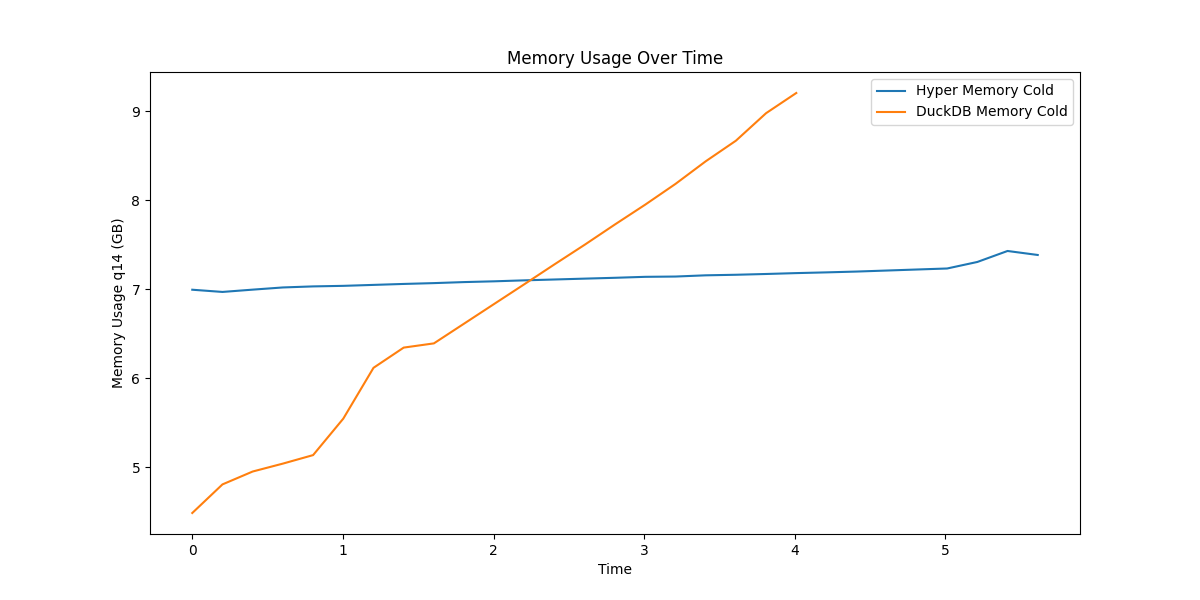 Memory Usage Over Time
Hyper Memory Cold
DuckDB Memory Cold
Memory Usage q14 (GB)
9
8
7
6
5
0 1 2 3 4 5
Time